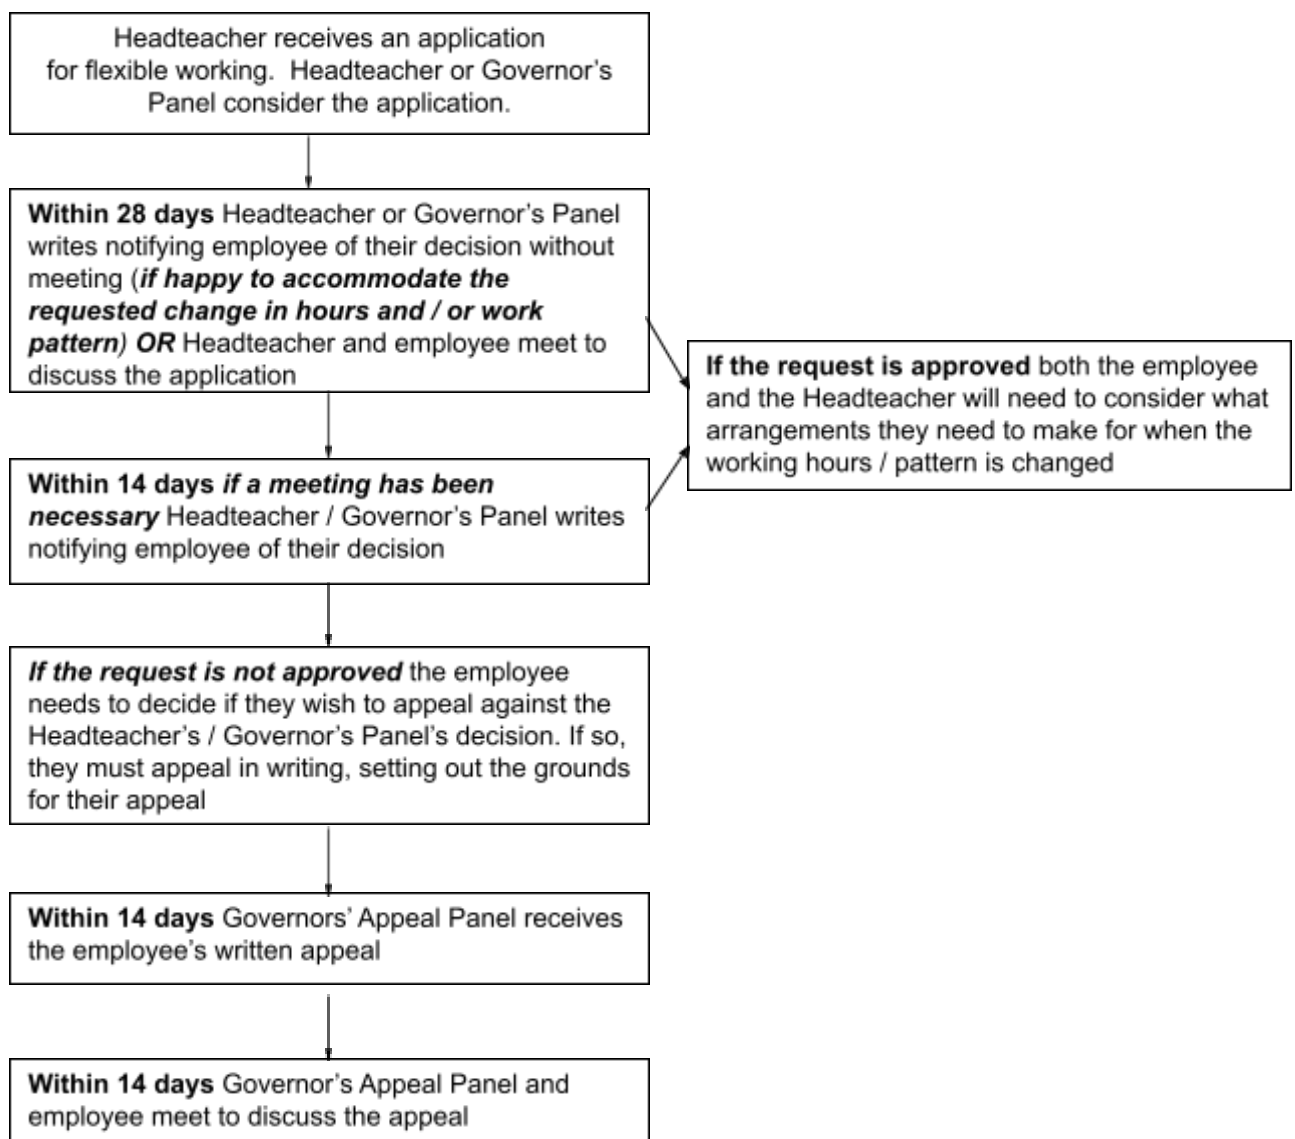 Headteacher receives an application
for flexible working.  Headteacher or Governor’s
Panel consider the application.
Within 28 days Headteacher or Governor’s Panel
writes notifying employee of their decision without
meeting (if happy to accommodate the
requested change in hours and / or work
pattern) OR Headteacher and employee meet to
discuss the application
If the request is approved both the employee
and the Headteacher will need to consider what
arrangements they need to make for when the
working hours / pattern is changed
Within 14 days if a meeting has been
necessary Headteacher / Governor’s Panel writes
notifying employee of their decision
If the request is not approved the employee
needs to decide if they wish to appeal against the
Headteacher’s / Governor’s Panel’s decision. If so,
they must appeal in writing, setting out the grounds
for their appeal
Within 14 days Governors’ Appeal Panel receives
the employee’s written appeal
Within 14 days Governor’s Appeal Panel and
employee meet to discuss the appeal